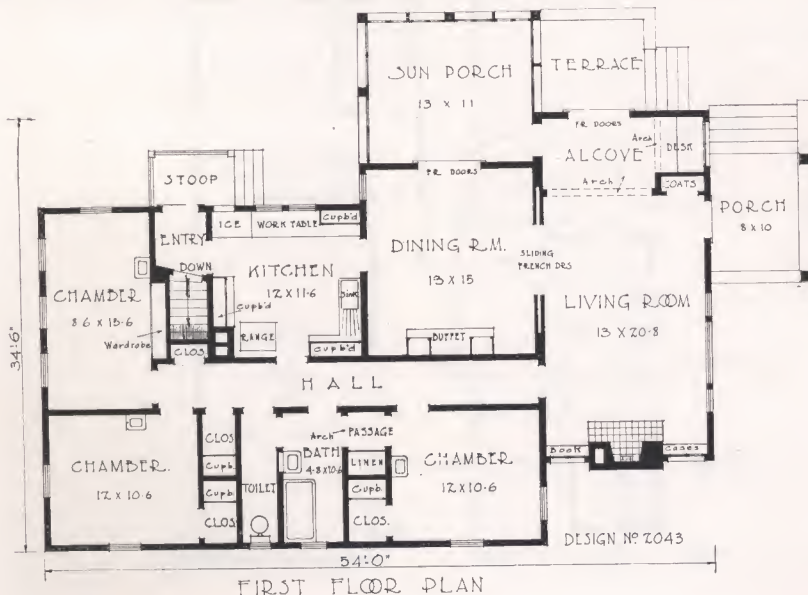 SUN PORCH
13 X 11
TERRACE
FR. DOORS
Arch
DESK
ALCOVE
Arch
COATS
FR. DOORS
STOOP
PORCH
8 X 10
ICE
WORK TABLE
Cupb'd
ENTRY
DOWN
DINING RM.
13 X 15
SLIDING
FRENCH DRS
KITCHEN
12 X 11-6
Sink
CHAMBER
8-6 X 15-6
Wardrobe
Cupb'd
RANGE
CLOS.
BUFFET
Cupb'd
LIVING ROOM
13 X 20-8
HALL
34'-6"
CLOS
Cupb.
Cupb.
CLOS.
CHAMBER.
12 X 10-6
TOILET
Arch
PASSAGE
BATH
4-8 X 10-6
LINEN
Cupb.
CLOS.
CHAMBER
12 X 10-6
Book
Cases
DESIGN No 2043
54'-0"
FIRST FLOOR PLAN